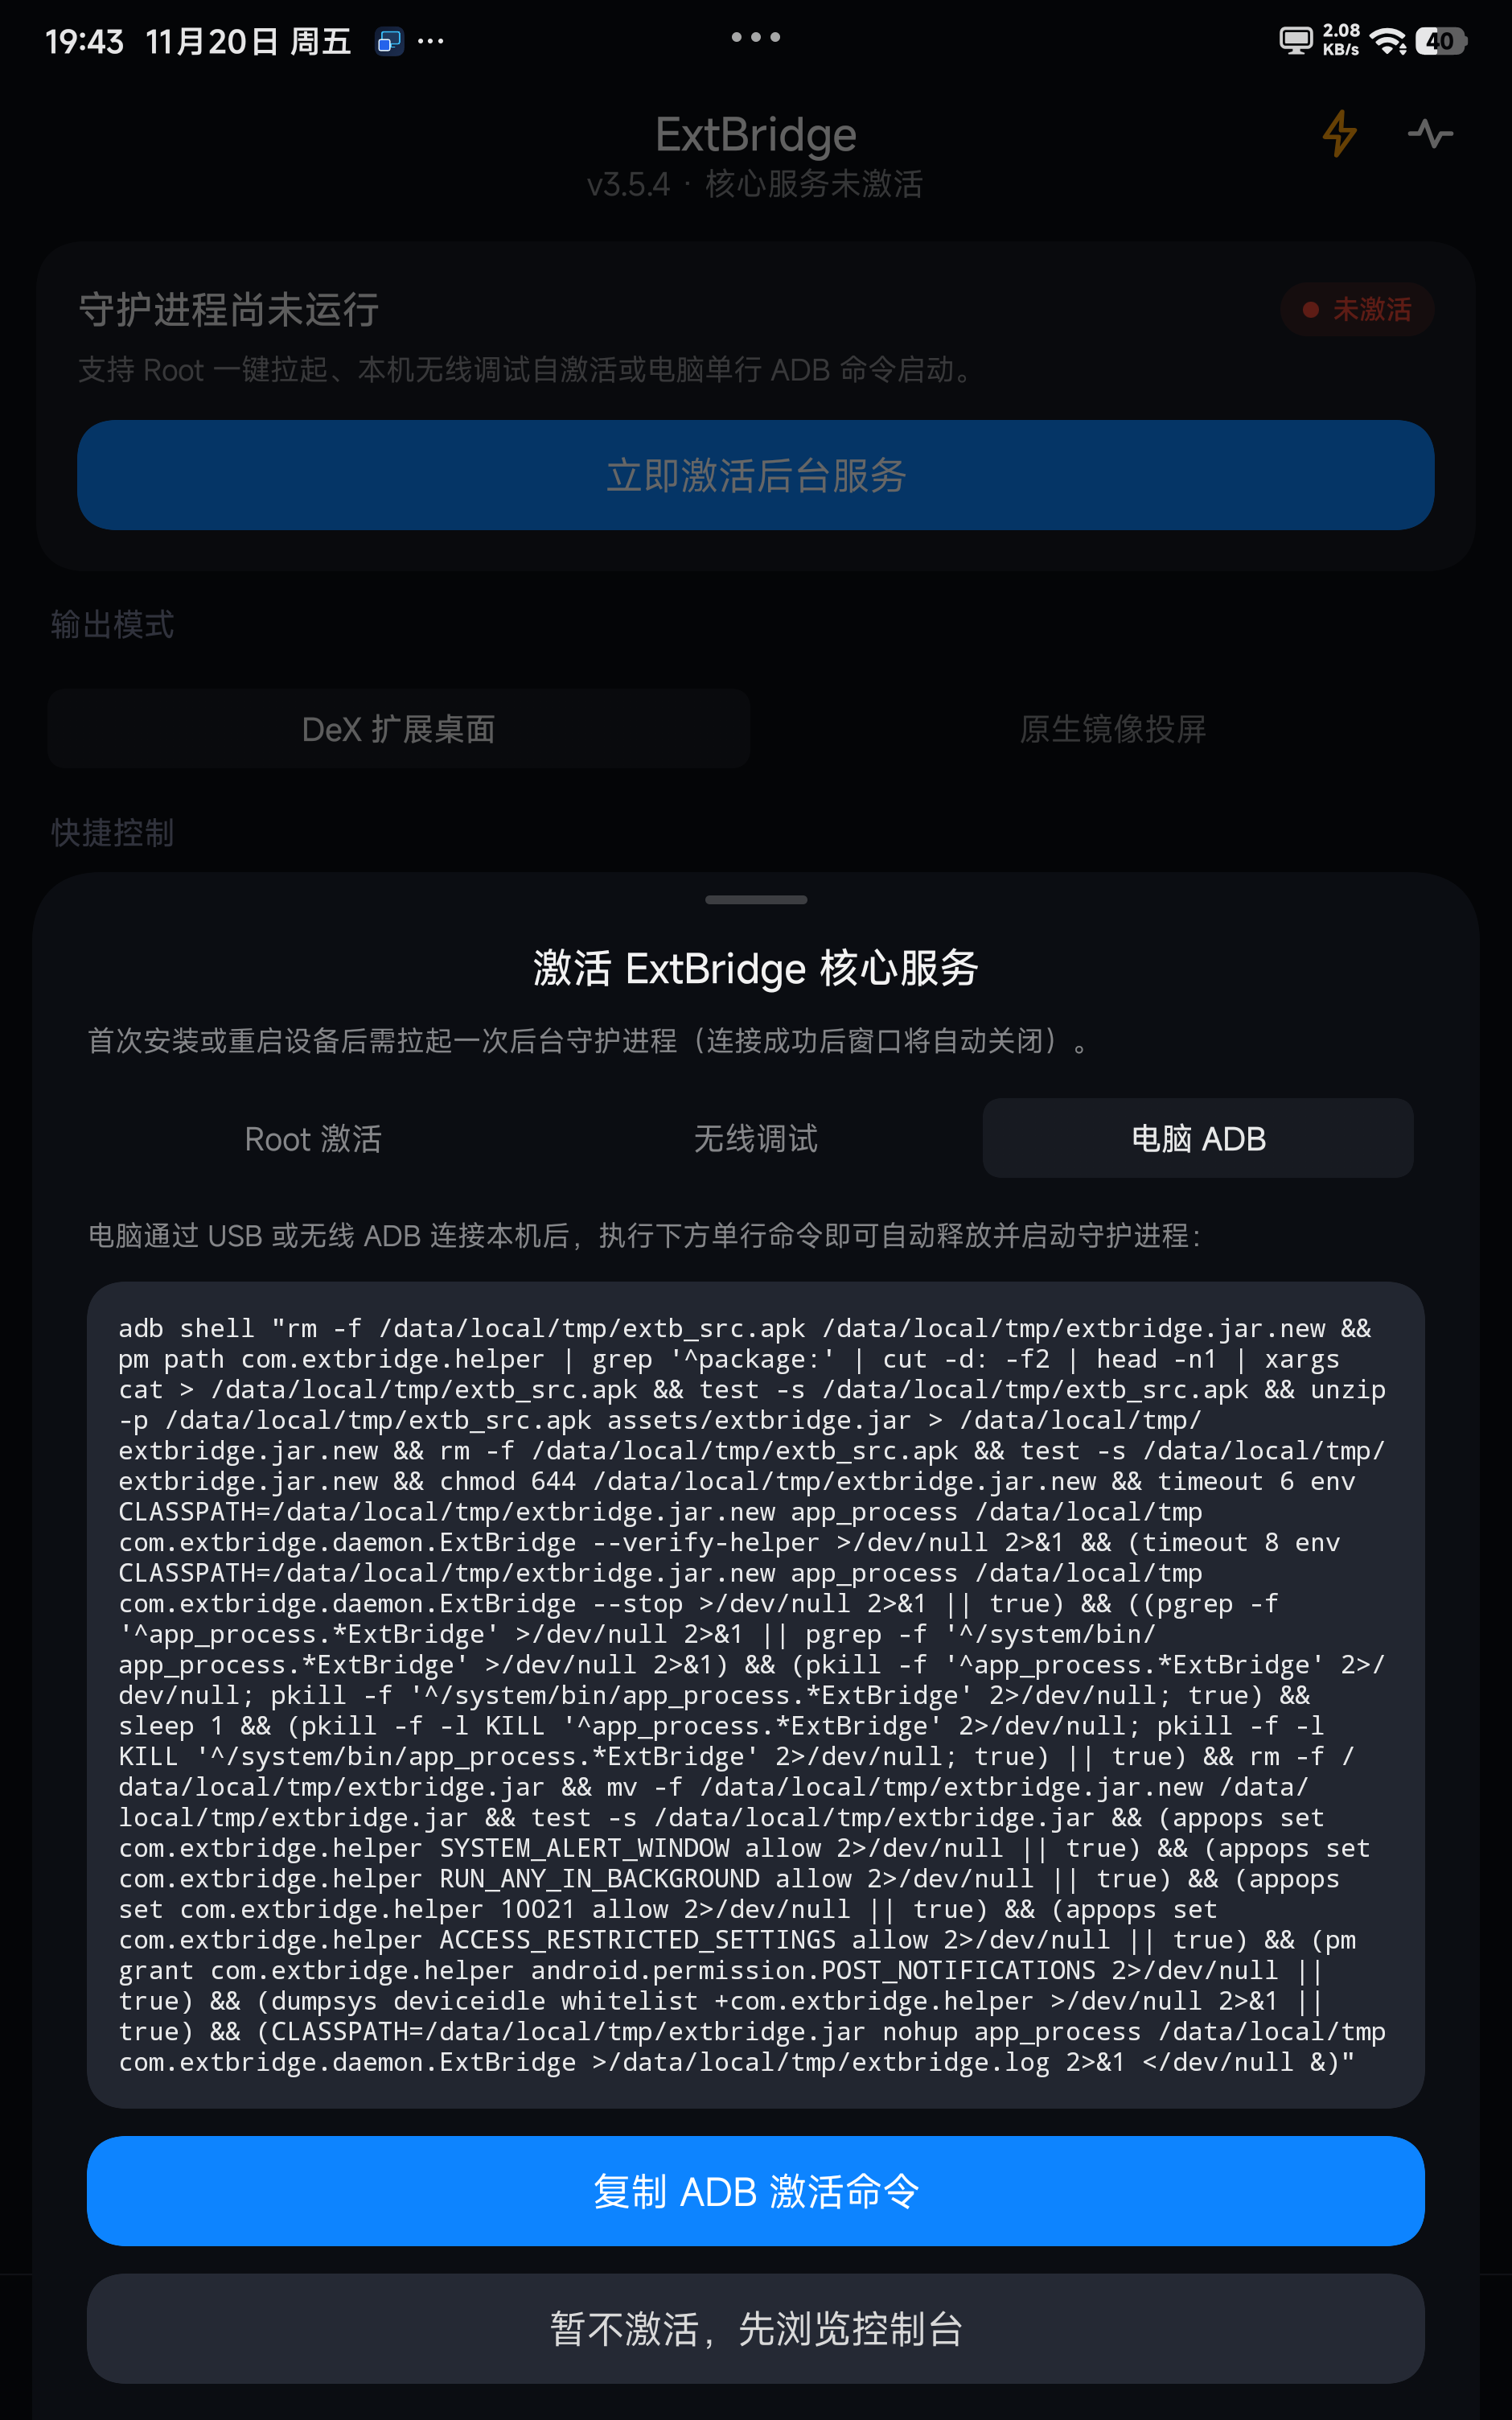 19:43 11月20日 周五 ··· 2.08 KB/s 40
ExtBridge
v3.5.4 · 核心服务未激活
守护进程尚未运行 未激活
支持 Root 一键拉起、本机无线调试自激活或电脑单行 ADB 命令启动。
立即激活后台服务
输出模式
DeX 扩展桌面 原生镜像投屏
快捷控制
激活 ExtBridge 核心服务
首次安装或重启设备后需拉起一次后台守护进程（连接成功后窗口将自动关闭）。
Root 激活 无线调试 电脑 ADB
电脑通过 USB 或无线 ADB 连接本机后，执行下方单行命令即可自动释放并启动守护进程：
adb shell "rm -f /data/local/tmp/extb_src.apk /data/local/tmp/extbridge.jar.new &&
pm path com.extbridge.helper | grep '^package:' | cut -d: -f2 | head -n1 | xargs
cat > /data/local/tmp/extb_src.apk && test -s /data/local/tmp/extb_src.apk && unzip
-p /data/local/tmp/extb_src.apk assets/extbridge.jar > /data/local/tmp/
extbridge.jar.new && rm -f /data/local/tmp/extb_src.apk && test -s /data/local/tmp/
extbridge.jar.new && chmod 644 /data/local/tmp/extbridge.jar.new && timeout 6 env
CLASSPATH=/data/local/tmp/extbridge.jar.new app_process /data/local/tmp
com.extbridge.daemon.ExtBridge --verify-helper >/dev/null 2>&1 && (timeout 8 env
CLASSPATH=/data/local/tmp/extbridge.jar.new app_process /data/local/tmp
com.extbridge.daemon.ExtBridge --stop >/dev/null 2>&1 || true) && ((pgrep -f
'^app_process.*ExtBridge' >/dev/null 2>&1 || pgrep -f '^/system/bin/
app_process.*ExtBridge' >/dev/null 2>&1) && (pkill -f '^app_process.*ExtBridge' 2>/
dev/null; pkill -f '^/system/bin/app_process.*ExtBridge' 2>/dev/null; true) &&
sleep 1 && (pkill -f -l KILL '^app_process.*ExtBridge' 2>/dev/null; pkill -f -l
KILL '^/system/bin/app_process.*ExtBridge' 2>/dev/null; true) || true) && rm -f /
data/local/tmp/extbridge.jar && mv -f /data/local/tmp/extbridge.jar.new /data/
local/tmp/extbridge.jar && test -s /data/local/tmp/extbridge.jar && (appops set
com.extbridge.helper SYSTEM_ALERT_WINDOW allow 2>/dev/null || true) && (appops set
com.extbridge.helper RUN_ANY_IN_BACKGROUND allow 2>/dev/null || true) && (appops
set com.extbridge.helper 10021 allow 2>/dev/null || true) && (appops set
com.extbridge.helper ACCESS_RESTRICTED_SETTINGS allow 2>/dev/null || true) && (pm
grant com.extbridge.helper android.permission.POST_NOTIFICATIONS 2>/dev/null ||
true) && (dumpsys deviceidle whitelist +com.extbridge.helper >/dev/null 2>&1 ||
true) && (CLASSPATH=/data/local/tmp/extbridge.jar nohup app_process /data/local/tmp
com.extbridge.daemon.ExtBridge >/data/local/tmp/extbridge.log 2>&1 </dev/null &)"
复制 ADB 激活命令
暂不激活，先浏览控制台